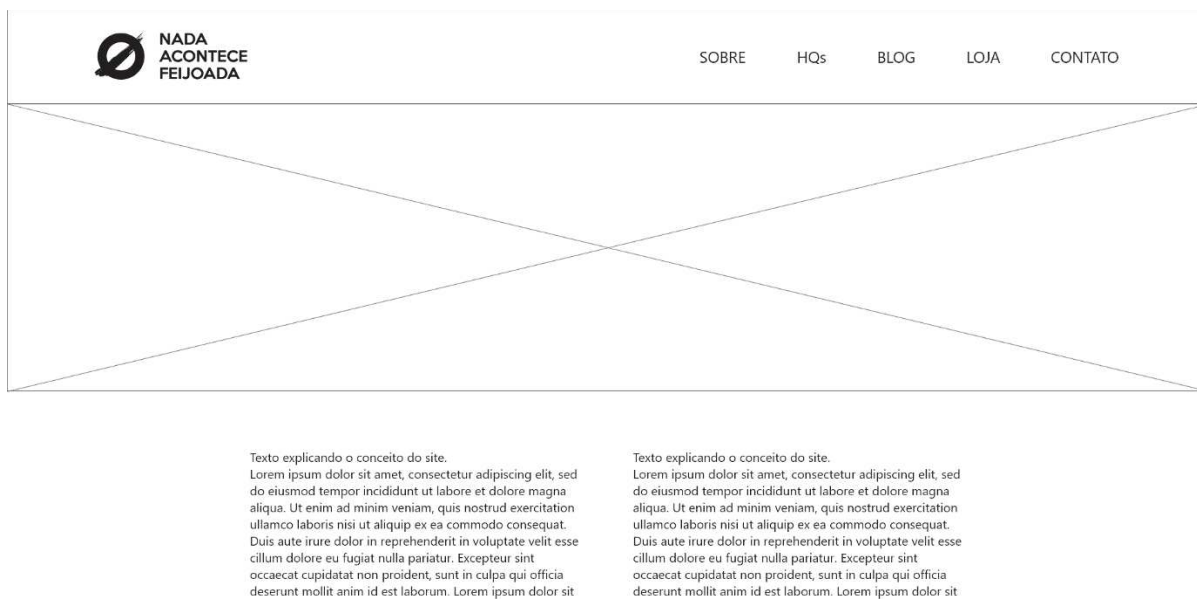 NADA
ACONTECE
FEIJOADA
SOBRE HQs BLOG LOJA CONTATO
Texto explicando o conceito do site.
Lorem ipsum dolor sit amet, consectetur adipiscing elit, sed
do eiusmod tempor incididunt ut labore et dolore magna
aliqua. Ut enim ad minim veniam, quis nostrud exercitation
ullamco laboris nisi ut aliquip ex ea commodo consequat.
Duis aute irure dolor in reprehenderit in voluptate velit esse
cillum dolore eu fugiat nulla pariatur. Excepteur sint
occaecat cupidatat non proident, sunt in culpa qui officia
deserunt mollit anim id est laborum. Lorem ipsum dolor sit
Texto explicando o conceito do site.
Lorem ipsum dolor sit amet, consectetur adipiscing elit, sed
do eiusmod tempor incididunt ut labore et dolore magna
aliqua. Ut enim ad minim veniam, quis nostrud exercitation
ullamco laboris nisi ut aliquip ex ea commodo consequat.
Duis aute irure dolor in reprehenderit in voluptate velit esse
cillum dolore eu fugiat nulla pariatur. Excepteur sint
occaecat cupidatat non proident, sunt in culpa qui officia
deserunt mollit anim id est laborum. Lorem ipsum dolor sit